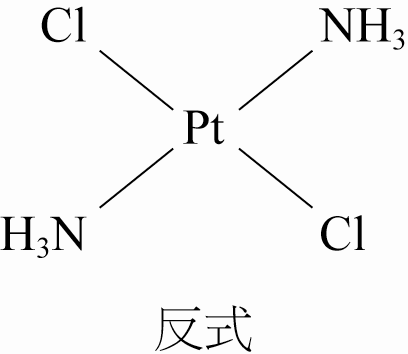 Cl NH₃
Pt
H₃N Cl
反式